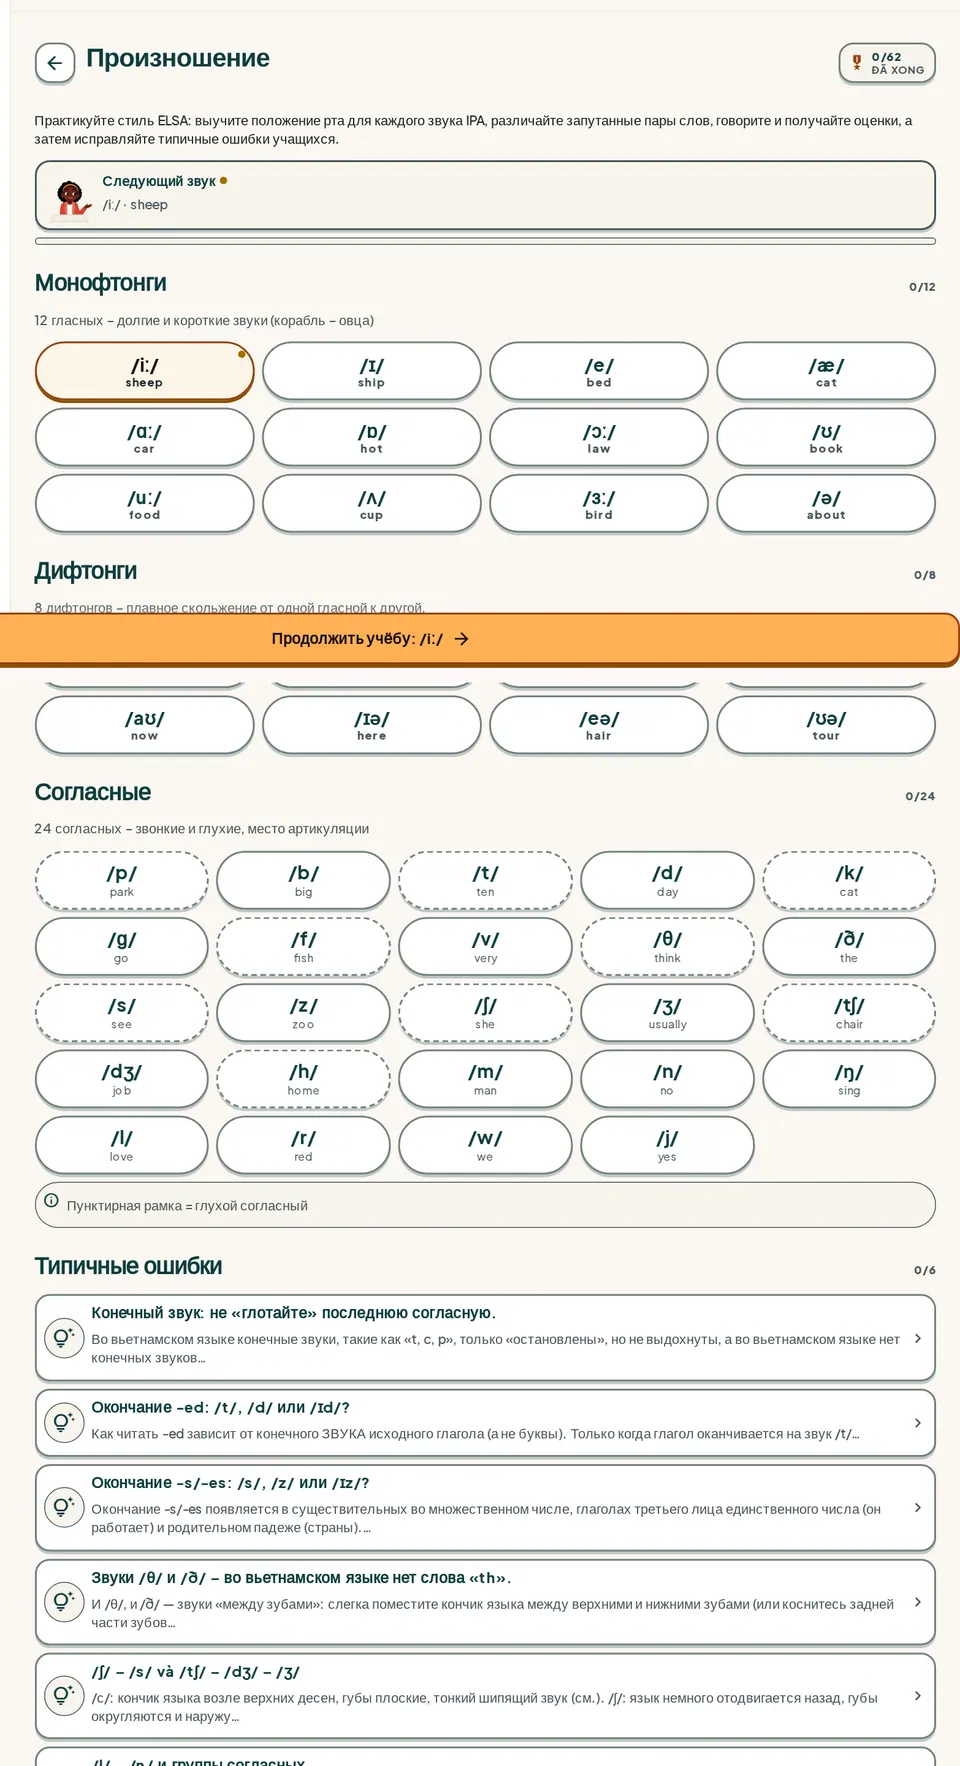 Произношение
0/62
ĐÃ XONG
Практикуйте стиль ELSA: выучите положение рта для каждого звука IPA, различайте запутанные пары слов, говорите и получайте оценки, а
затем исправляйте типичные ошибки учащихся.
Следующий звук
/iː/ · sheep
Монофтонги
0/12
12 гласных – долгие и короткие звуки (корабль – овца)
/iː/ /ɪ/ /e/ /æ/
sheep ship bed cat
/ɑː/ /ɒ/ /ɔː/ /ʊ/
car hot law book
/uː/ /ʌ/ /ɜː/ /ə/
food cup bird about
Дифтонги
0/8
8 дифтонгов – плавное скольжение от одной гласной к другой.
Продолжить учёбу: /iː/
/aʊ/ /ɪə/ /eə/ /ʊə/
now here hair tour
Согласные
0/24
24 согласных – звонкие и глухие, место артикуляции
/p/ /b/ /t/ /d/ /k/
park big ten day cat
/g/ /f/ /v/ /θ/ /ð/
go fish very think the
/s/ /z/ /ʃ/ /ʒ/ /tʃ/
see zoo she usually chair
/dʒ/ /h/ /m/ /n/ /ŋ/
job home man no sing
/l/ /r/ /w/ /j/
love red we yes
Пунктирная рамка = глухой согласный
Типичные ошибки
0/6
Конечный звук: не «глотайте» последнюю согласную.
Во вьетнамском языке конечные звуки, такие как «t, c, p», только «остановлены», но не выдохнуты, а во вьетнамском языке нет
конечных звуков...
Окончание -ed: /t/, /d/ или /ɪd/?
Как читать -ed зависит от конечного ЗВУКА исходного глагола (а не буквы). Только когда глагол оканчивается на звук /t/...
Окончание -s/-es: /s/, /z/ или /ɪz/?
Окончание -s/-es появляется в существительных во множественном числе, глаголах третьего лица единственного числа (он
работает) и родительном падеже (страны). ...
Звуки /θ/ и /ð/ – во вьетнамском языке нет слова «th».
И /θ/, и /ð/ — звуки «между зубами»: слегка поместите кончик языка между верхними и нижними зубами (или коснитесь задней
части зубов...
/ʃ/ – /s/ và /tʃ/ – /dʒ/ – /ʒ/
/с/: кончик языка возле верхних десен, губы плоские, тонкий шипящий звук (см.). /ʃ/: язык немного отодвигается назад, губы
округляются и наружу...
/l/ – /n/ и группы согласных